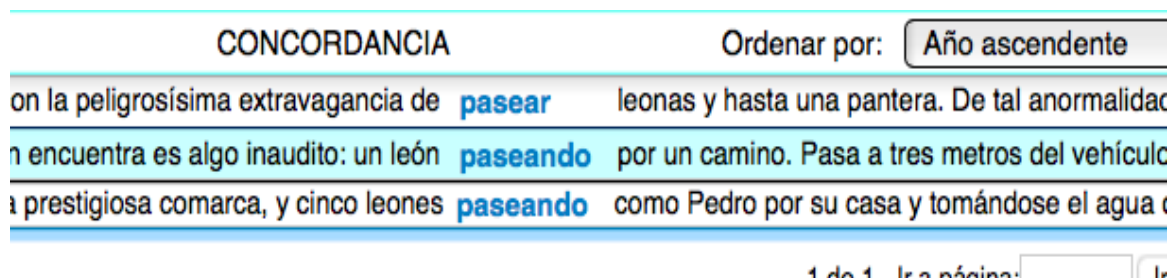 CONCORDANCIA Ordenar por: Año ascendente
on la peligrosísima extravagancia de pasear leonas y hasta una pantera. De tal anormalidad
encuentra es algo inaudito: un león paseando por un camino. Pasa a tres metros del vehículo
prestigiosa comarca, y cinco leones paseando como Pedro por su casa y tomándose el agua
1 de 1 Ir a página: